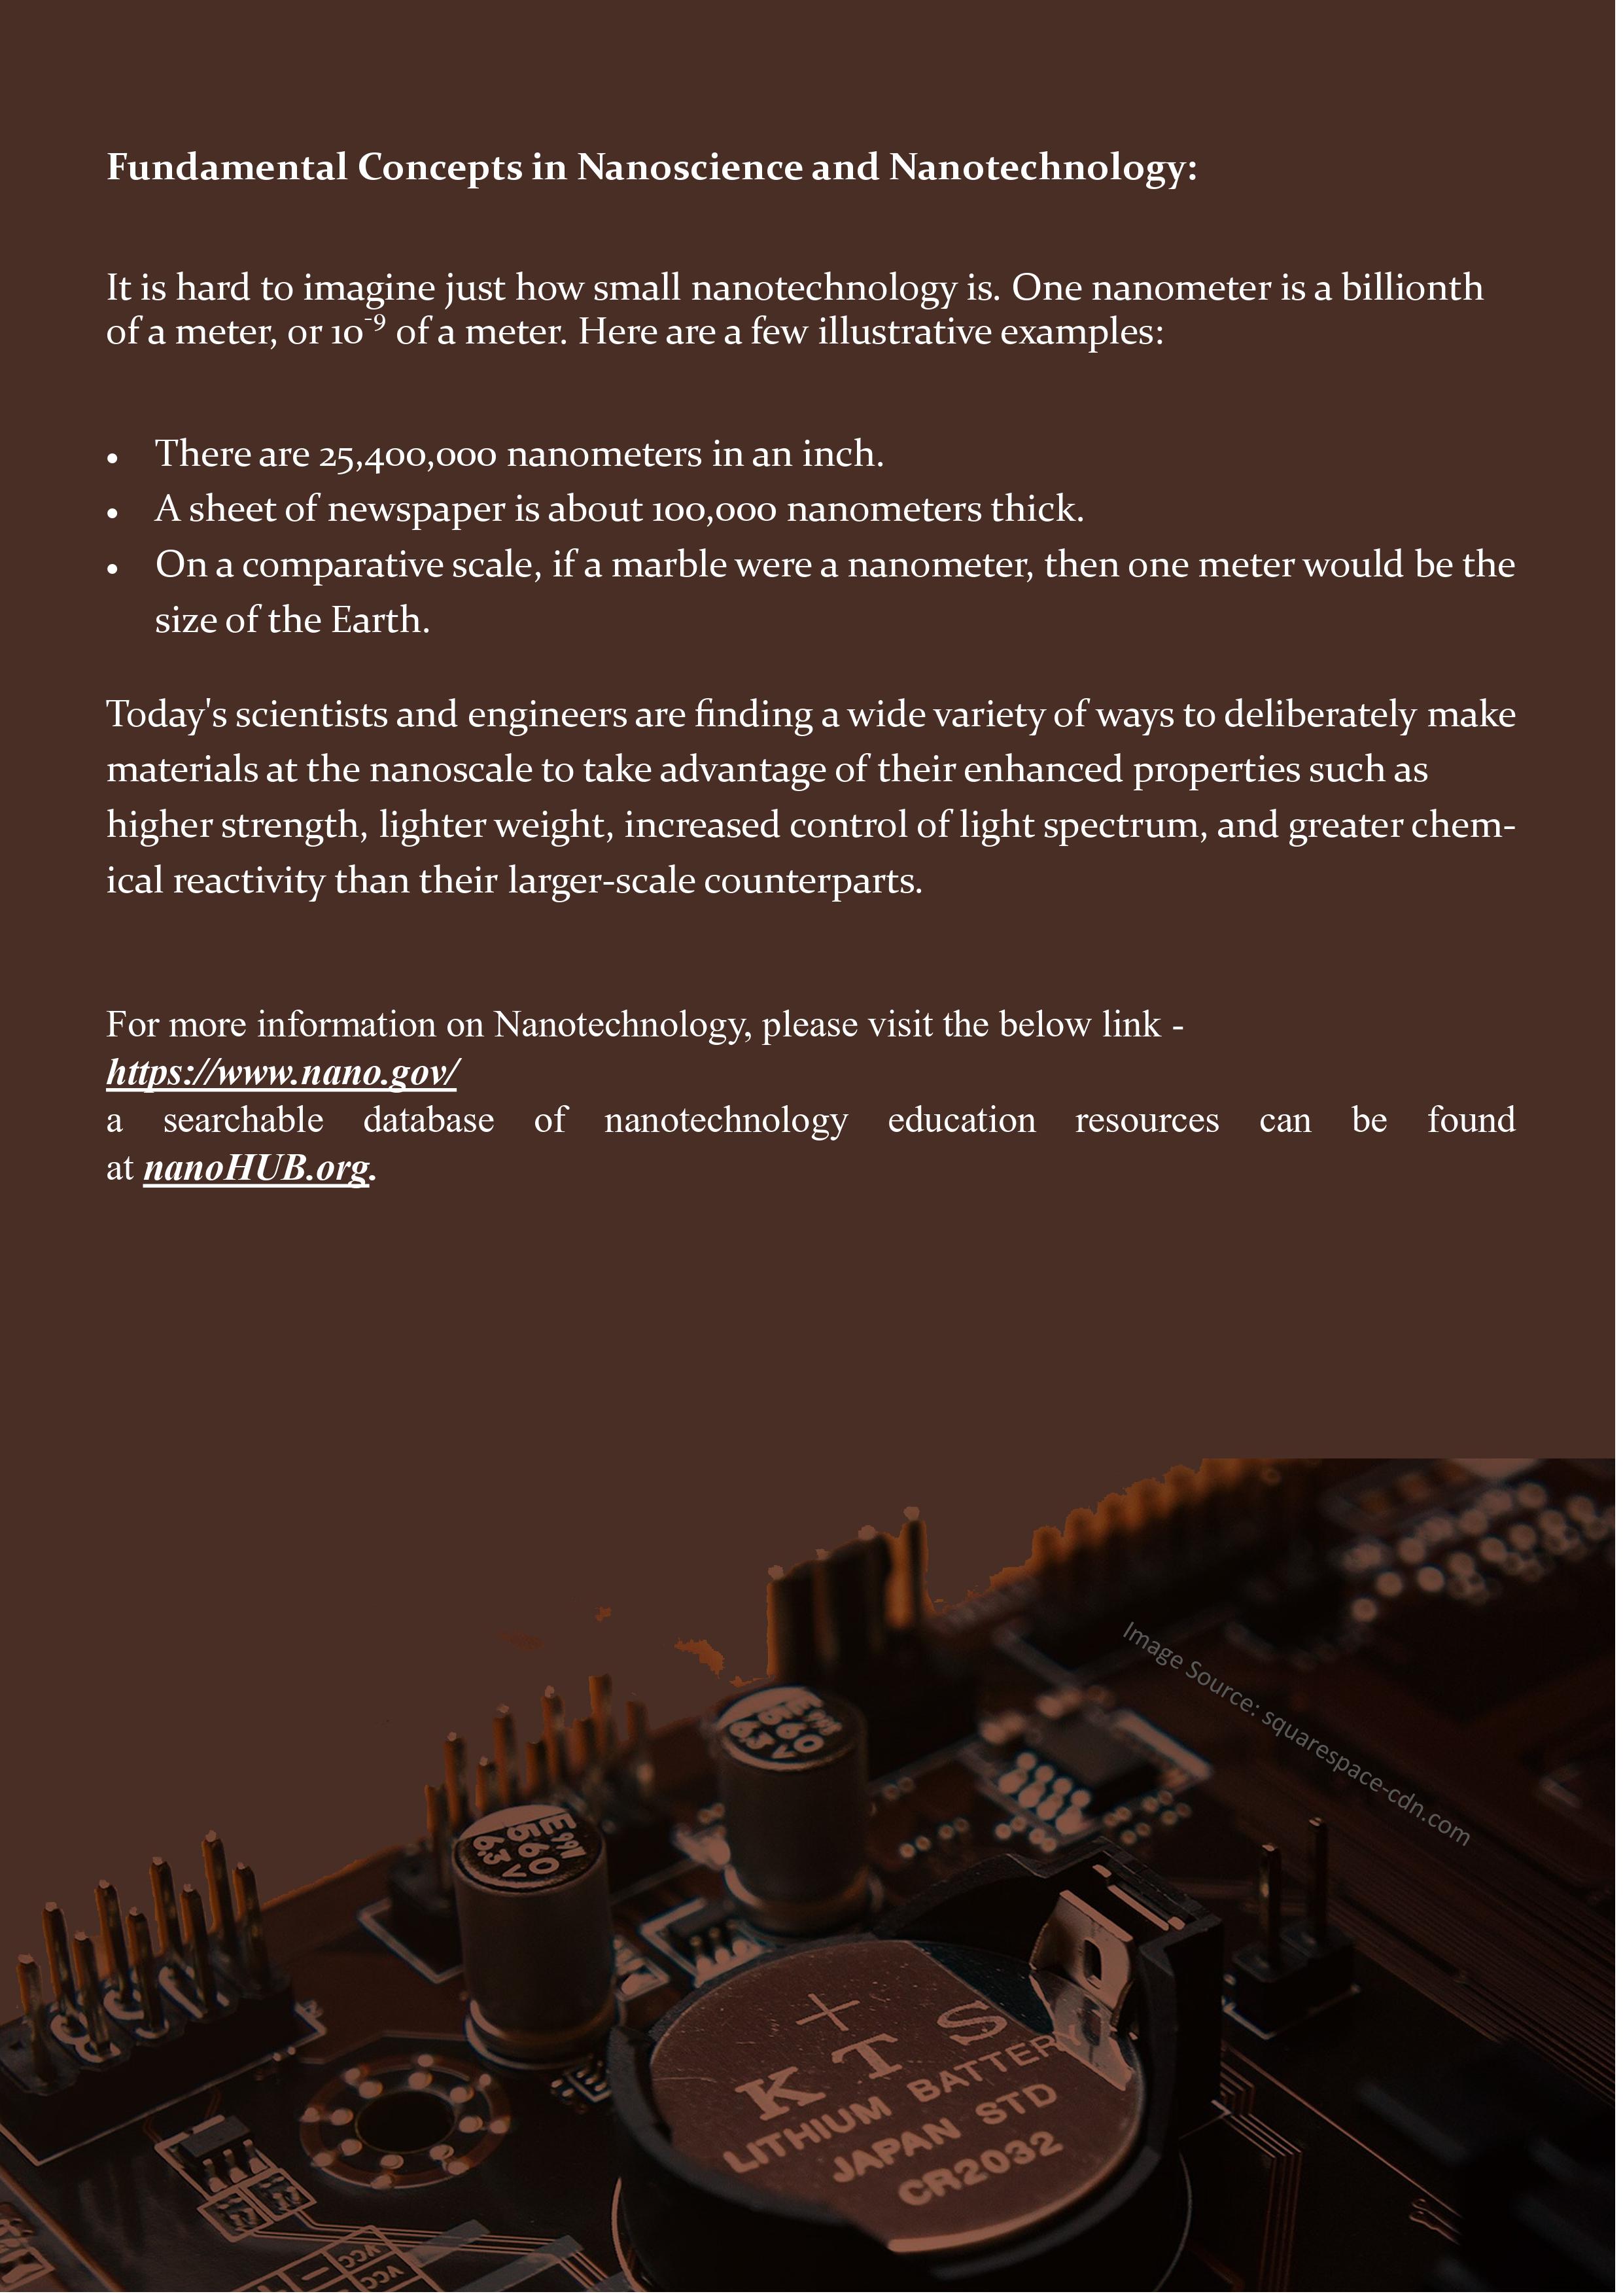 Fundamental Concepts in Nanoscience and Nanotechnology:
It is hard to imagine just how small nanotechnology is. One nanometer is a billionth
of a meter, or 10⁻⁹ of a meter. Here are a few illustrative examples:
• There are 25,400,000 nanometers in an inch.
• A sheet of newspaper is about 100,000 nanometers thick.
• On a comparative scale, if a marble were a nanometer, then one meter would be the
size of the Earth.
Today's scientists and engineers are finding a wide variety of ways to deliberately make
materials at the nanoscale to take advantage of their enhanced properties such as
higher strength, lighter weight, increased control of light spectrum, and greater chem-
ical reactivity than their larger-scale counterparts.
For more information on Nanotechnology, please visit the below link -
https://www.nano.gov/
a searchable database of nanotechnology education resources can be found
at nanoHUB.org.
Image Source: squarespace-cdn.com
E
560
6.3 VO
E
560
6.3 VO
+
KTS
LITHIUM BATTERY
JAPAN STD
CR2032
VCC
VCC